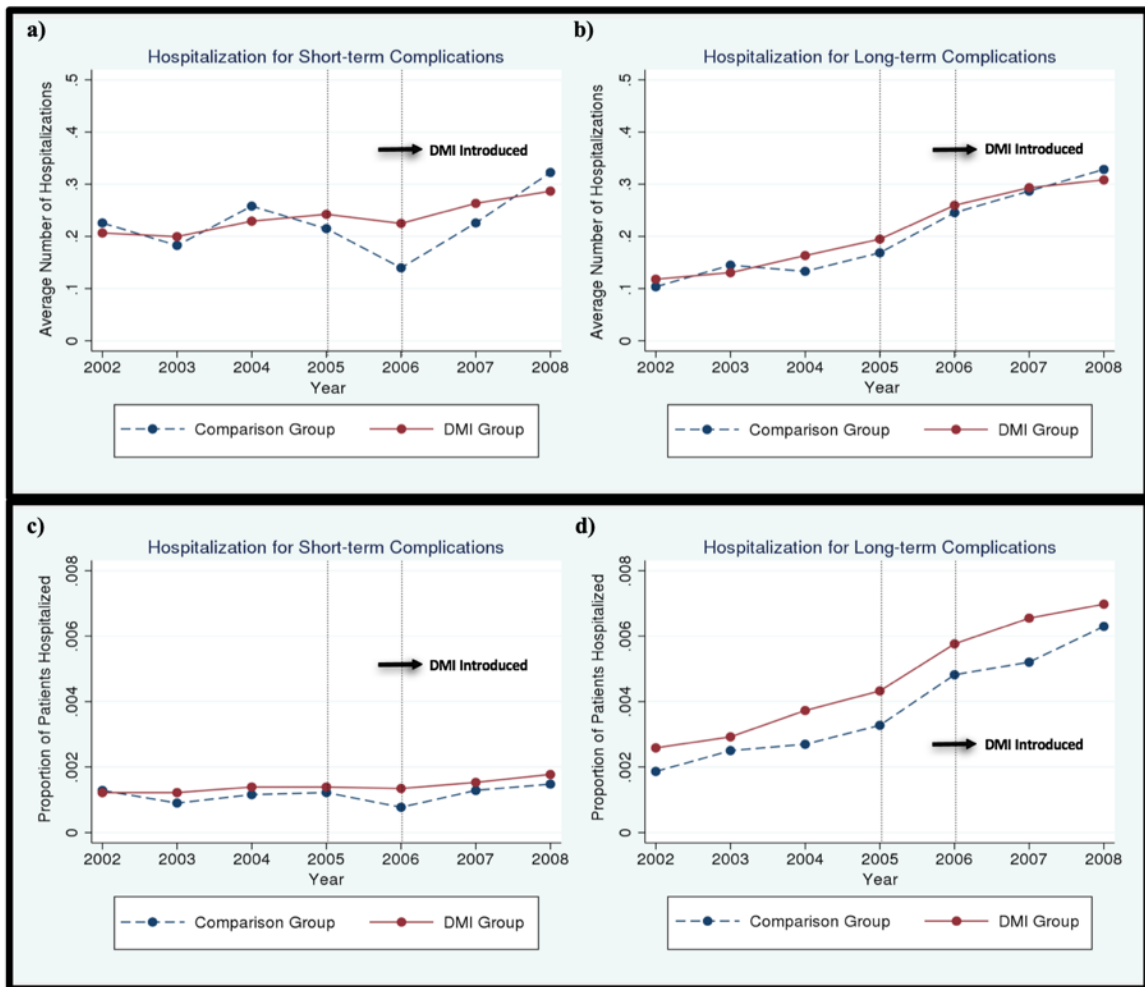 a)
Hospitalization for Short-term Complications
Average Number of Hospitalizations
.5
.4
.3
.2
.1
0
DMI Introduced
2002 2003 2004 2005 2006 2007 2008
Year
Comparison Group DMI Group
b)
Hospitalization for Long-term Complications
Average Number of Hospitalizations
.5
.4
.3
.2
.1
0
DMI Introduced
2002 2003 2004 2005 2006 2007 2008
Year
Comparison Group DMI Group
c)
Hospitalization for Short-term Complications
Proportion of Patients Hospitalized
.008
.006
.004
.002
0
DMI Introduced
2002 2003 2004 2005 2006 2007 2008
Year
Comparison Group DMI Group
d)
Hospitalization for Long-term Complications
Proportion of Patients Hospitalized
.008
.006
.004
.002
0
DMI Introduced
2002 2003 2004 2005 2006 2007 2008
Year
Comparison Group DMI Group